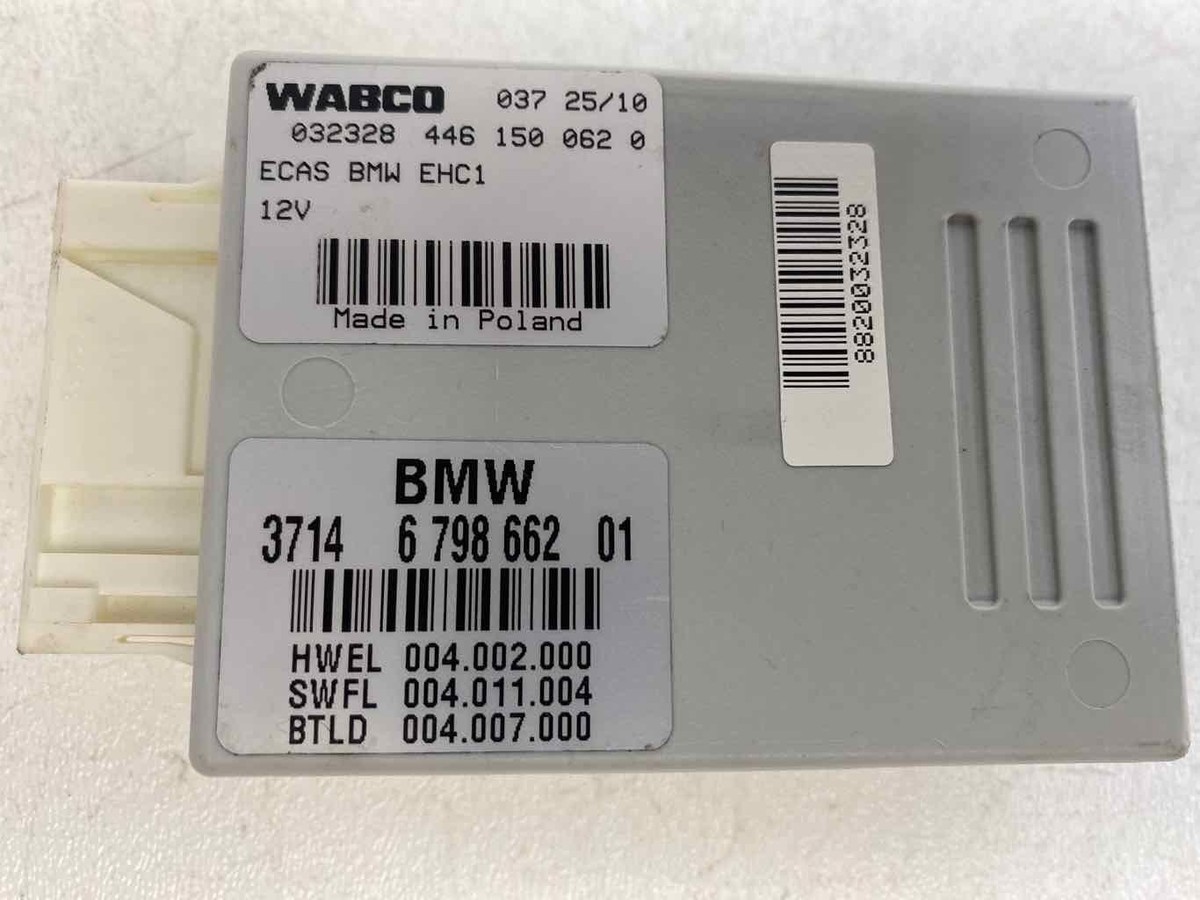 WABCO 037 25/10
032328 446 150 062 0
ECAS BMW EHC1
12V
Made in Poland
8820032328
BMW
3714 6 798 662 01
HWEL 004.002.000
SWFL 004.011.004
BTLD 004.007.000